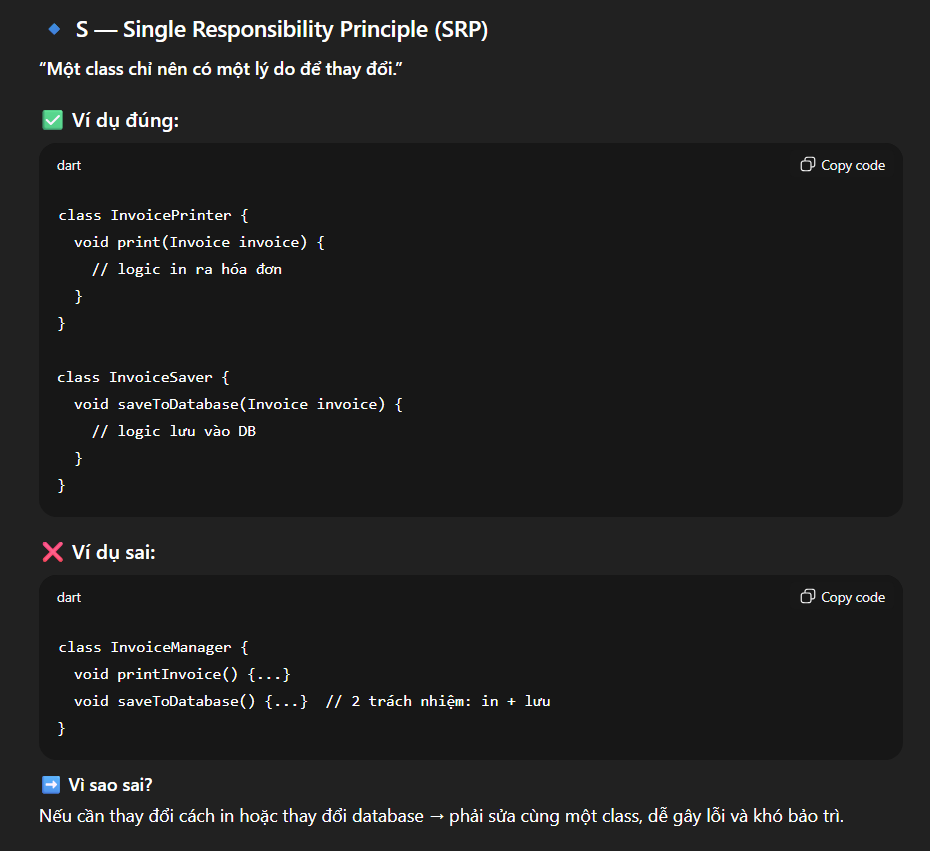 🔹 S — Single Responsibility Principle (SRP)
“Một class chỉ nên có một lý do để thay đổi.”
✅ Ví dụ đúng:
dart
Copy code
class InvoicePrinter {
  void print(Invoice invoice) {
    // logic in ra hóa đơn
  }
}

class InvoiceSaver {
  void saveToDatabase(Invoice invoice) {
    // logic lưu vào DB
  }
}
❌ Ví dụ sai:
dart
Copy code
class InvoiceManager {
  void printInvoice() {...}
  void saveToDatabase() {...}  // 2 trách nhiệm: in + lưu
}
➡️ Vì sao sai?
Nếu cần thay đổi cách in hoặc thay đổi database → phải sửa cùng một class, dễ gây lỗi và khó bảo trì.